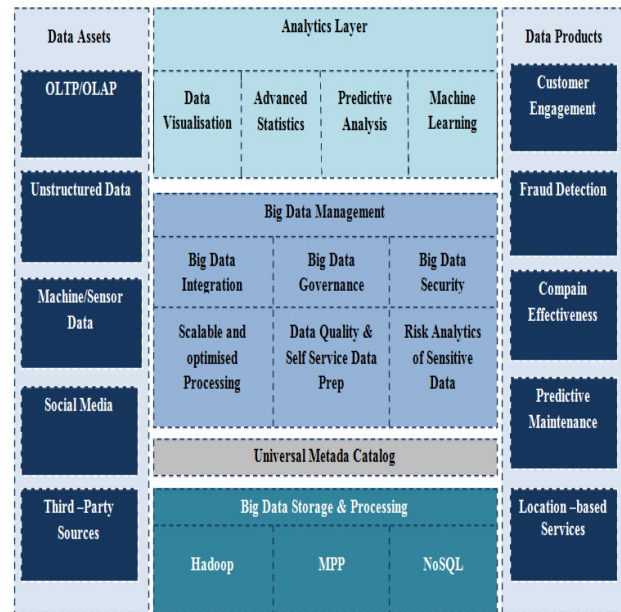 Data Assets
OLTP/OLAP
Unstructured Data
Machine/Sensor
Data
Social Media
Third –Party
Sources
Analytics Layer
Data
Visualisation
Advanced
Statistics
Predictive
Analysis
Machine
Learning
Big Data Management
Big Data
Integration
Big Data
Governance
Big Data
Security
Scalable and
optimised
Processing
Data Quality &
Self Service Data
Prep
Risk Analytics
of Sensitive
Data
Universal Metada Catalog
Big Data Storage & Processing
Hadoop
MPP
NoSQL
Data Products
Customer
Engagement
Fraud Detection
Compain
Effectiveness
Predictive
Maintenance
Location –based
Services